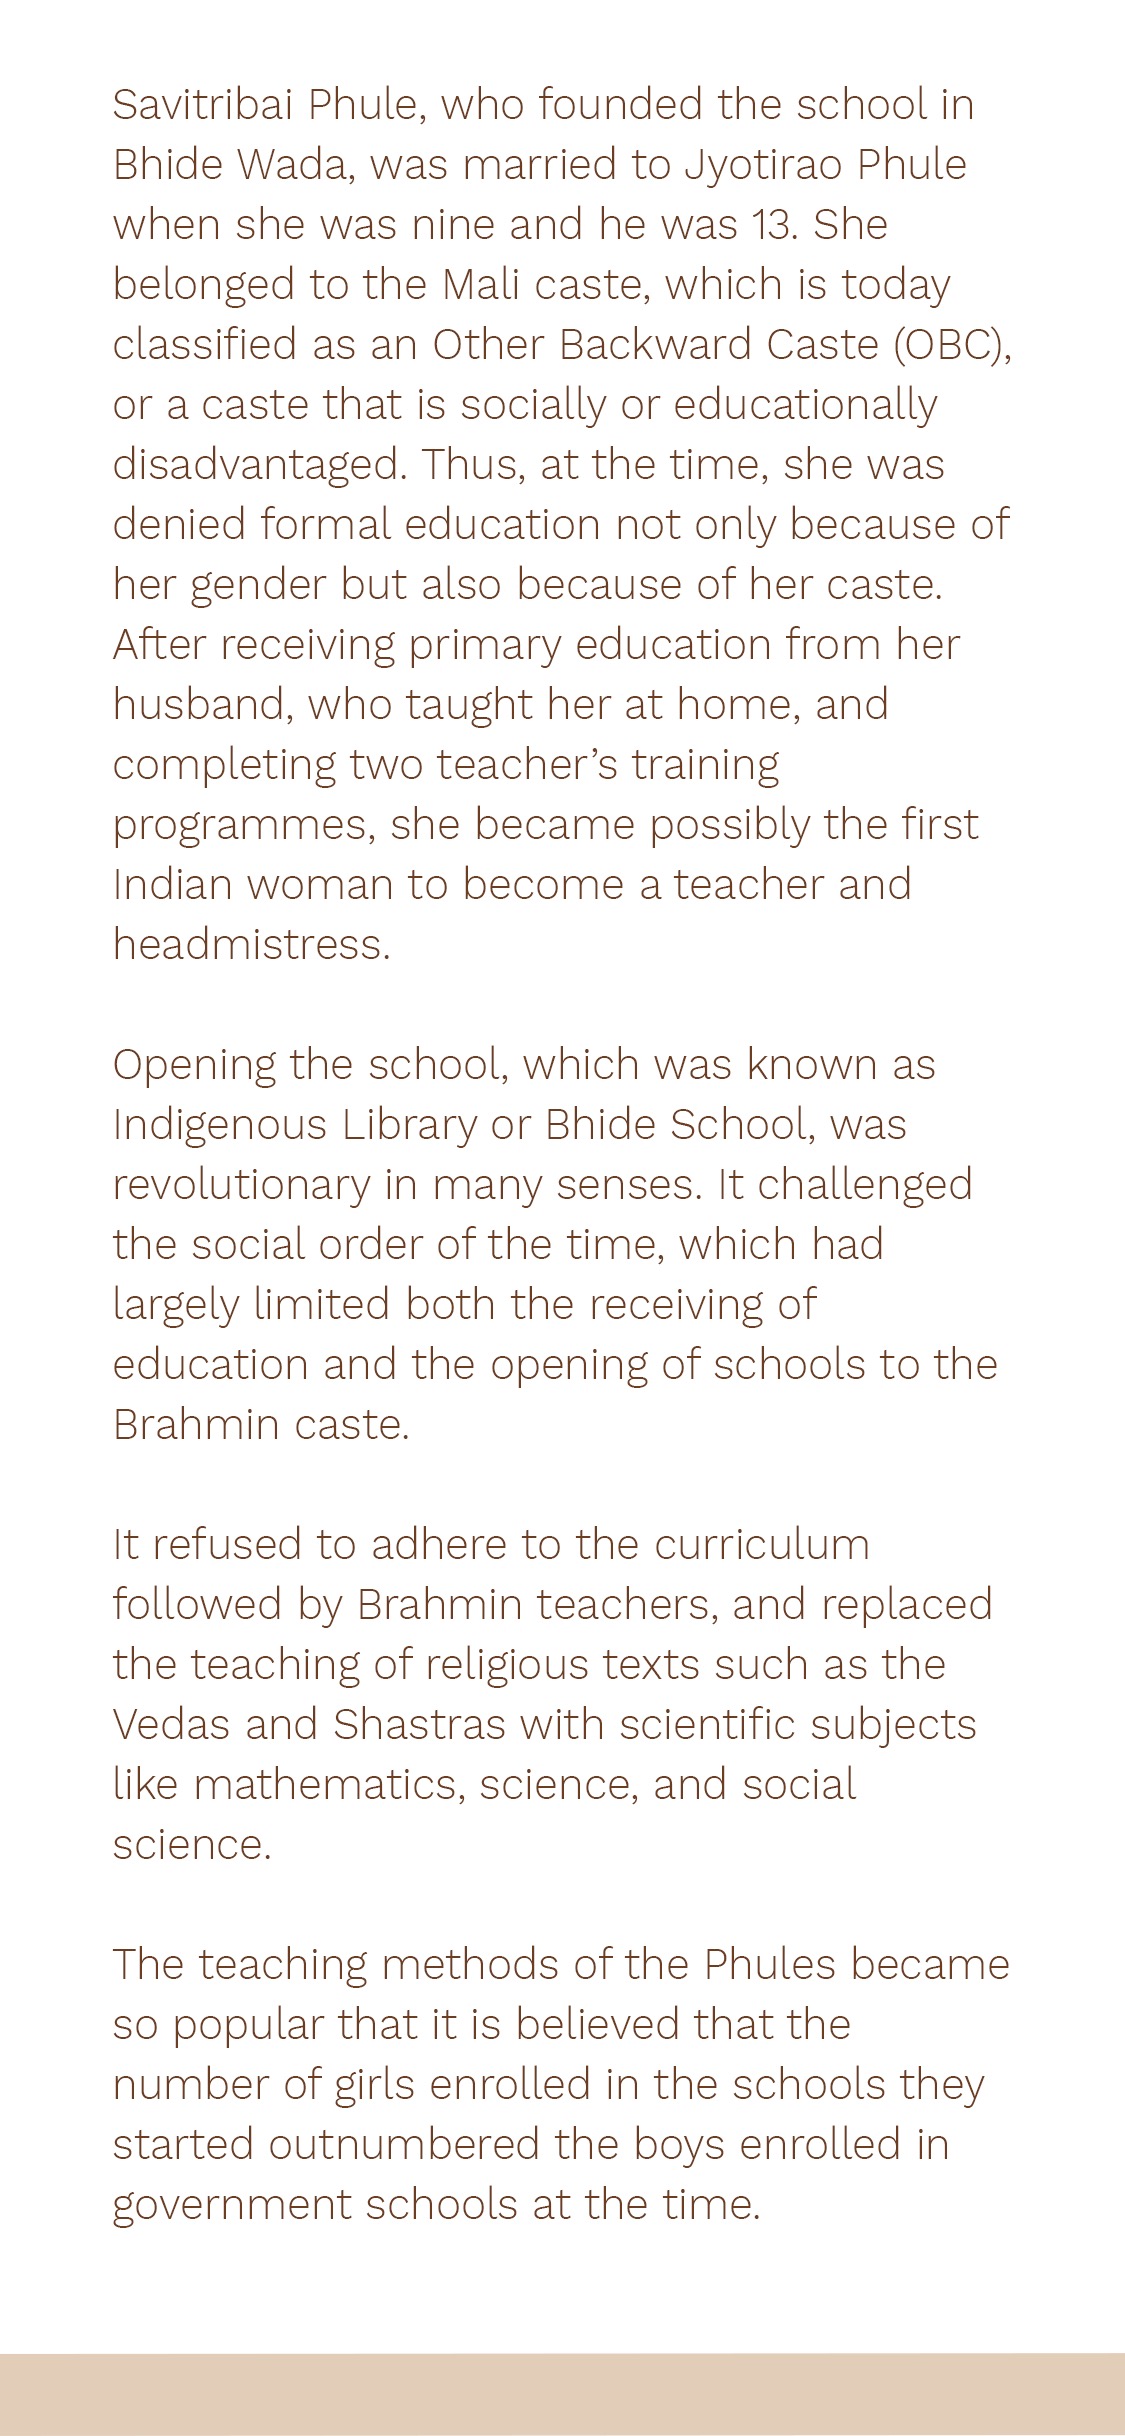 Savitribai Phule, who founded the school in
Bhide Wada, was married to Jyotirao Phule
when she was nine and he was 13. She
belonged to the Mali caste, which is today
classified as an Other Backward Caste (OBC),
or a caste that is socially or educationally
disadvantaged. Thus, at the time, she was
denied formal education not only because of
her gender but also because of her caste.
After receiving primary education from her
husband, who taught her at home, and
completing two teacher’s training
programmes, she became possibly the first
Indian woman to become a teacher and
headmistress.
Opening the school, which was known as
Indigenous Library or Bhide School, was
revolutionary in many senses. It challenged
the social order of the time, which had
largely limited both the receiving of
education and the opening of schools to the
Brahmin caste.
It refused to adhere to the curriculum
followed by Brahmin teachers, and replaced
the teaching of religious texts such as the
Vedas and Shastras with scientific subjects
like mathematics, science, and social
science.
The teaching methods of the Phules became
so popular that it is believed that the
number of girls enrolled in the schools they
started outnumbered the boys enrolled in
government schools at the time.